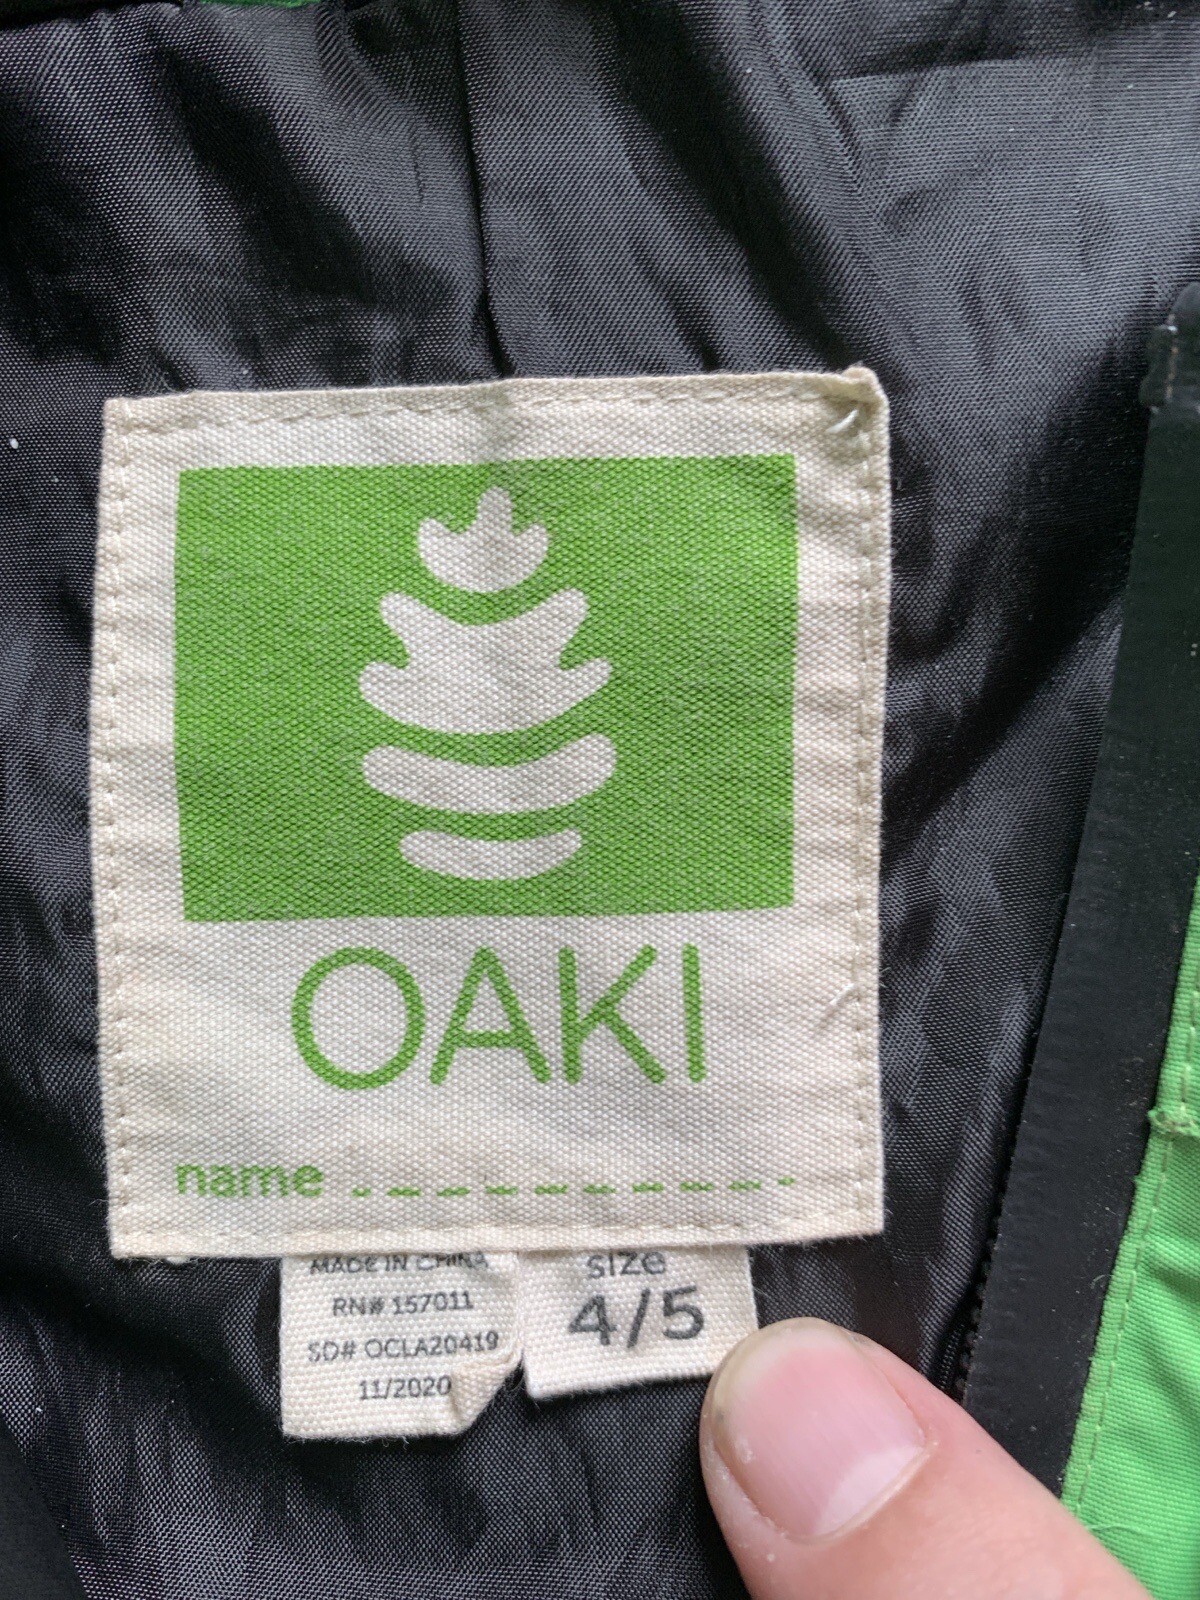 OAKI
name
MADE IN CHINA
RN# 157011
SD# OCLA20419
11/2020
size
4/5